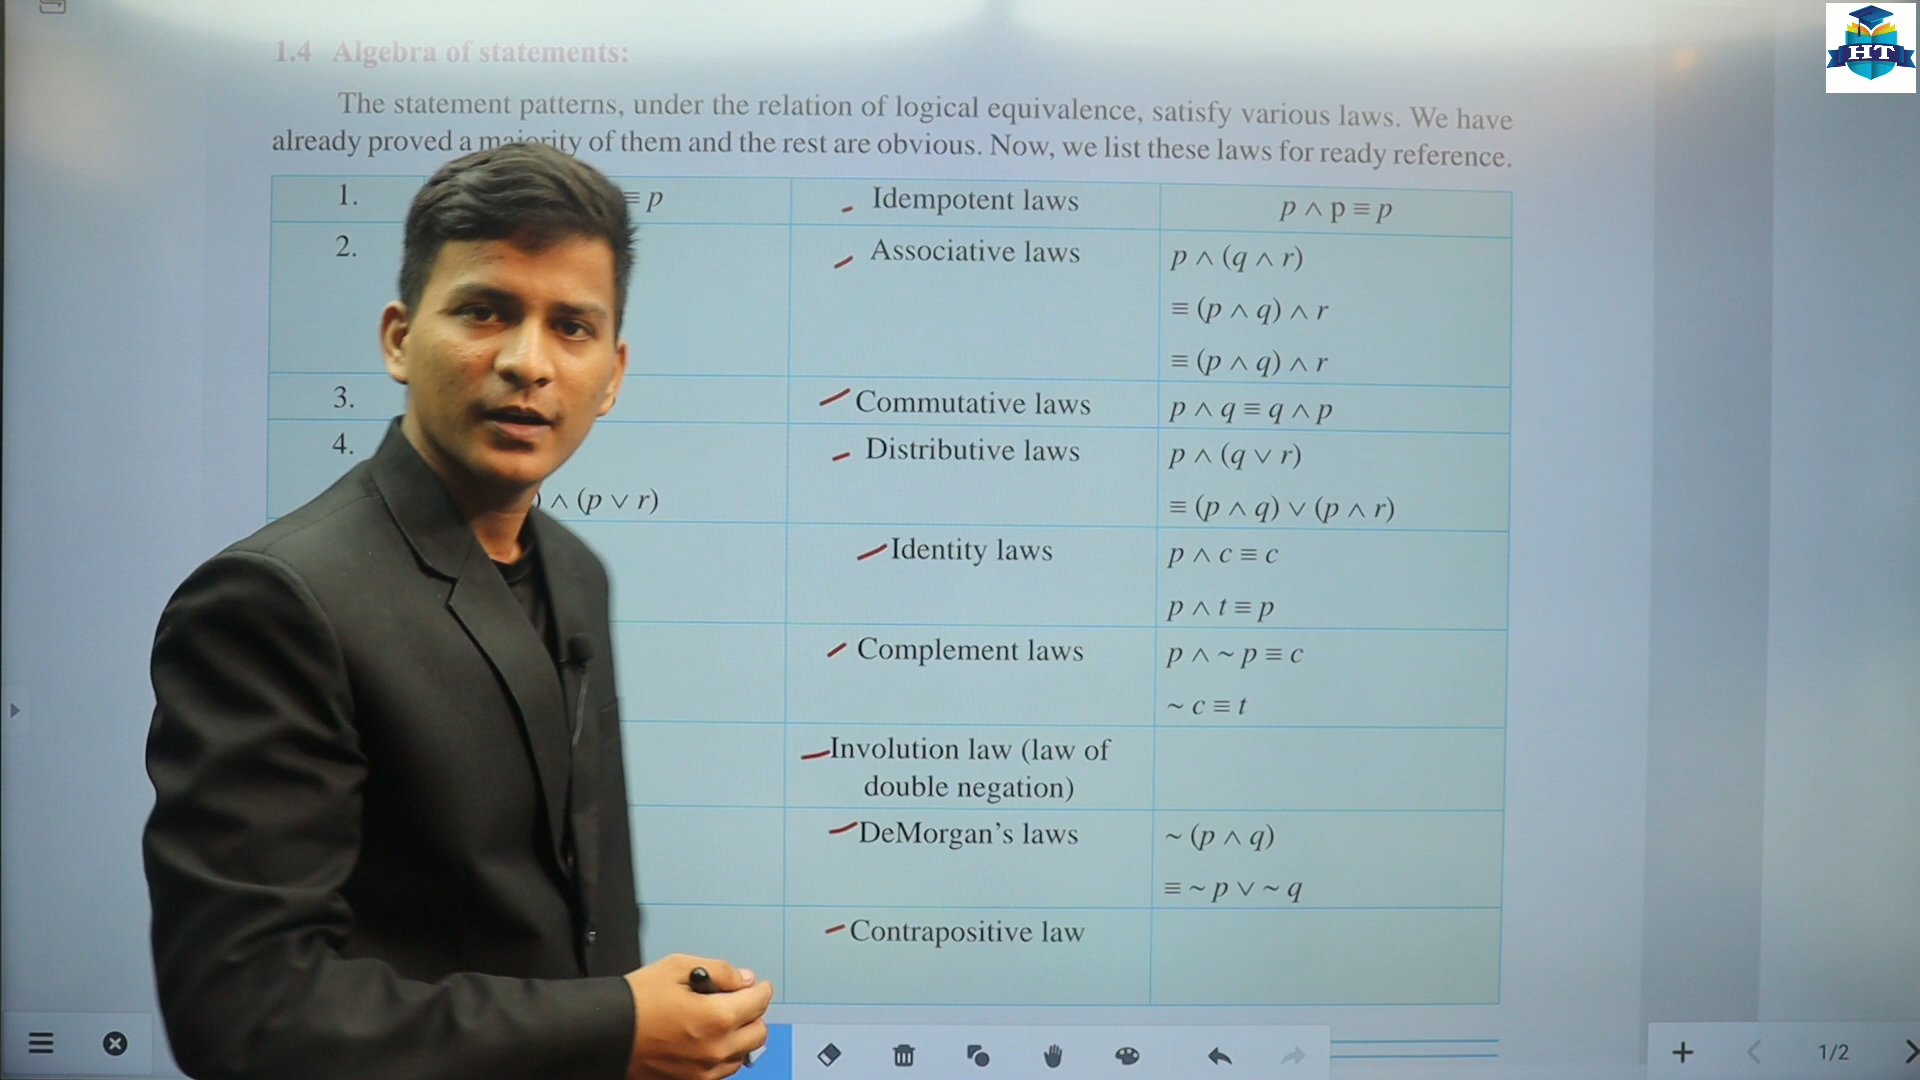 HT
1.4 Algebra of statements:
The statement patterns, under the relation of logical equivalence, satisfy various laws. We have
already proved a majority of them and the rest are obvious. Now, we list these laws for ready reference.
1. ≡ p Idempotent laws p ∧ p ≡ p
2. Associative laws p ∧ (q ∧ r)
≡ (p ∧ q) ∧ r
≡ (p ∧ q) ∧ r
3. Commutative laws p ∧ q ≡ q ∧ p
4. Distributive laws p ∧ (q ∨ r)
) ∧ (p ∨ r) ≡ (p ∧ q) ∨ (p ∧ r)
Identity laws p ∧ c ≡ c
p ∧ t ≡ p
Complement laws p ∧ ~ p ≡ c
~ c ≡ t
Involution law (law of
double negation)
DeMorgan's laws ~ (p ∧ q)
≡ ~ p ∨ ~ q
Contrapositive law
1/2